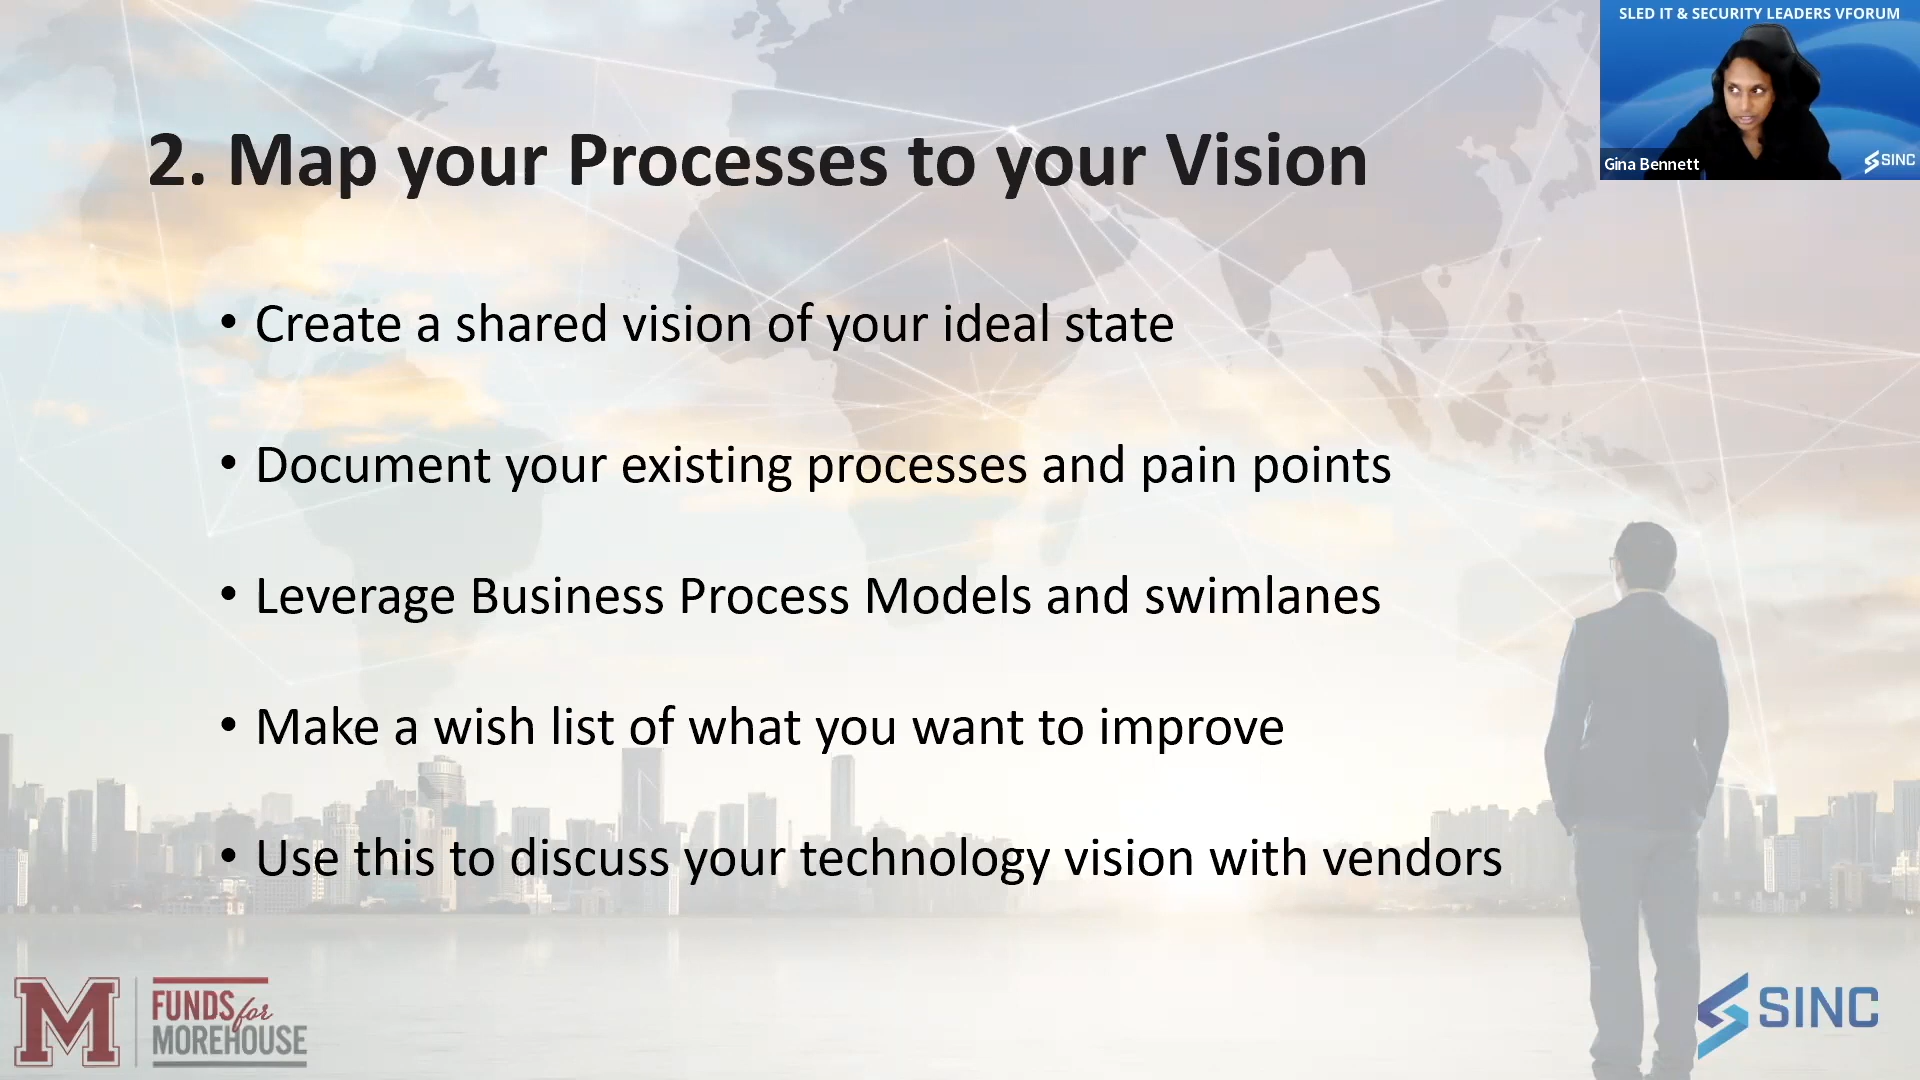 SLED IT & SECURITY LEADERS VFORUM
Gina Bennett
SINC
2. Map your Processes to your Vision
• Create a shared vision of your ideal state
• Document your existing processes and pain points
• Leverage Business Process Models and swimlanes
• Make a wish list of what you want to improve
• Use this to discuss your technology vision with vendors
M
FUNDS for
MOREHOUSE
SINC